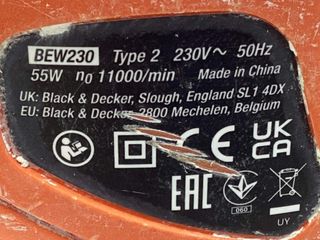 BEW230 Type 2 230V~ 50Hz
55W n₀ 11000/min Made in China
UK: Black & Decker, Slough, England SL1 4DX
EU: Black & Decker 2800 Mechelen, Belgium
CE UK CA
EAC 060 UY